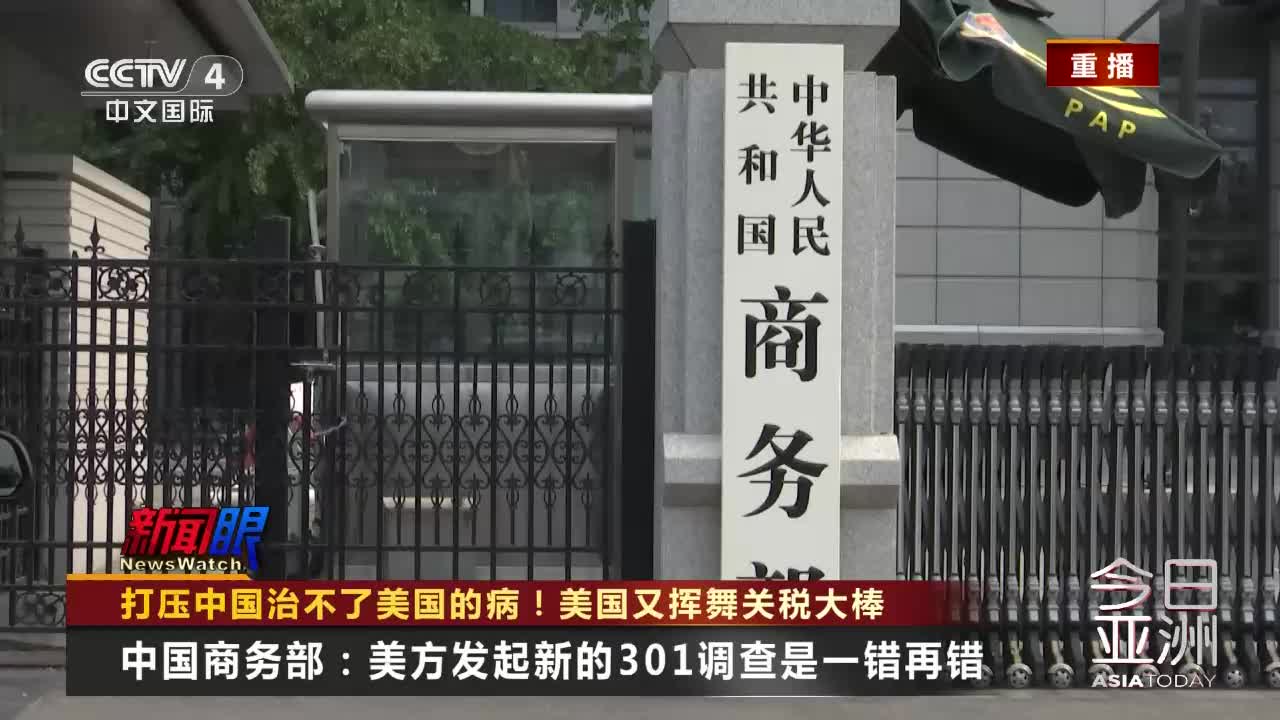 CCTV 4
中文国际
重播
PAP
中华人民
共和国
商务部
新闻眼
NewsWatch
打压中国治不了美国的病！美国又挥舞关税大棒
中国商务部：美方发起新的301调查是一错再错
今日
亚洲
ASIA TODAY